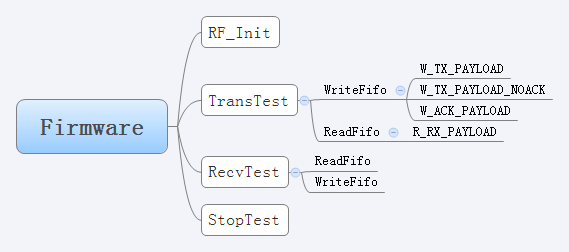 Firmware
RF_Init
TransTest
WriteFifo
W_TX_PAYLOAD
W_TX_PAYLOAD_NOACK
W_ACK_PAYLOAD
ReadFifo
R_RX_PAYLOAD
RecvTest
ReadFifo
WriteFifo
StopTest